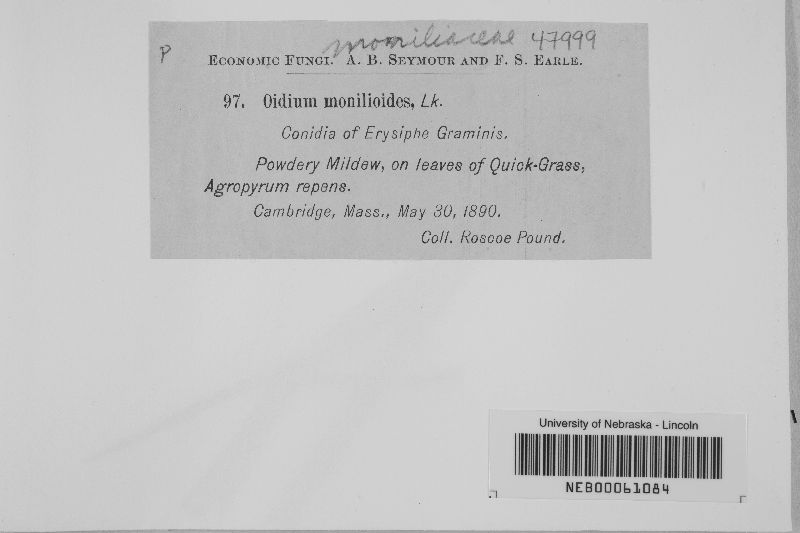 P moniliaceae 47999
ECONOMIC FUNGI. A. B. SEYMOUR AND F. S. EARLE.
97. Oidium monilioides, Lk.
Conidia of Erysiphe Graminis.
Powdery Mildew, on leaves of Quick-Grass,
Agropyrum repens.
Cambridge, Mass., May 30, 1890.
Coll. Roscoe Pound.
University of Nebraska - Lincoln
NEB00061084